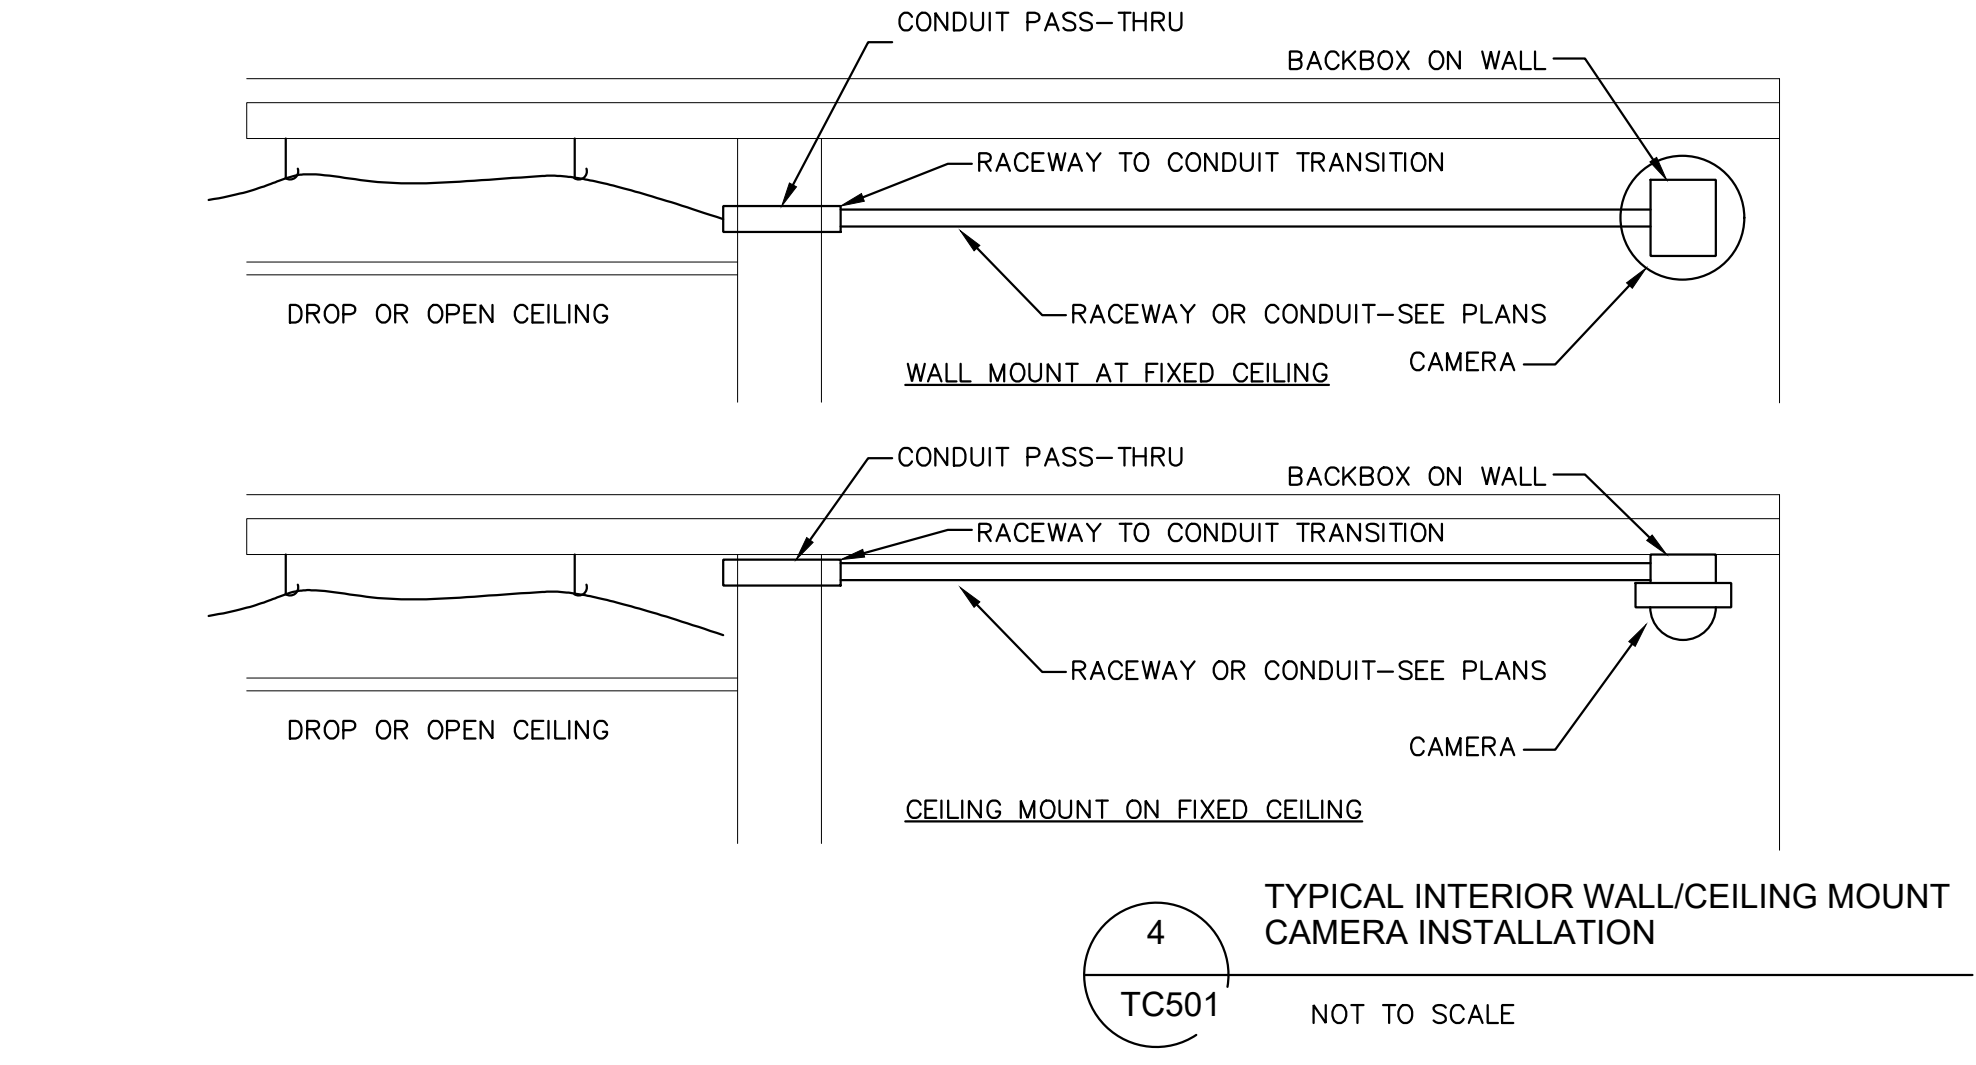 CONDUIT PASS-THRU
BACKBOX ON WALL
RACEWAY TO CONDUIT TRANSITION
DROP OR OPEN CEILING
RACEWAY OR CONDUIT-SEE PLANS
CAMERA
WALL MOUNT AT FIXED CEILING
CONDUIT PASS-THRU
BACKBOX ON WALL
RACEWAY TO CONDUIT TRANSITION
RACEWAY OR CONDUIT-SEE PLANS
DROP OR OPEN CEILING
CAMERA
CEILING MOUNT ON FIXED CEILING
4
TC501
TYPICAL INTERIOR WALL/CEILING MOUNT
CAMERA INSTALLATION
NOT TO SCALE